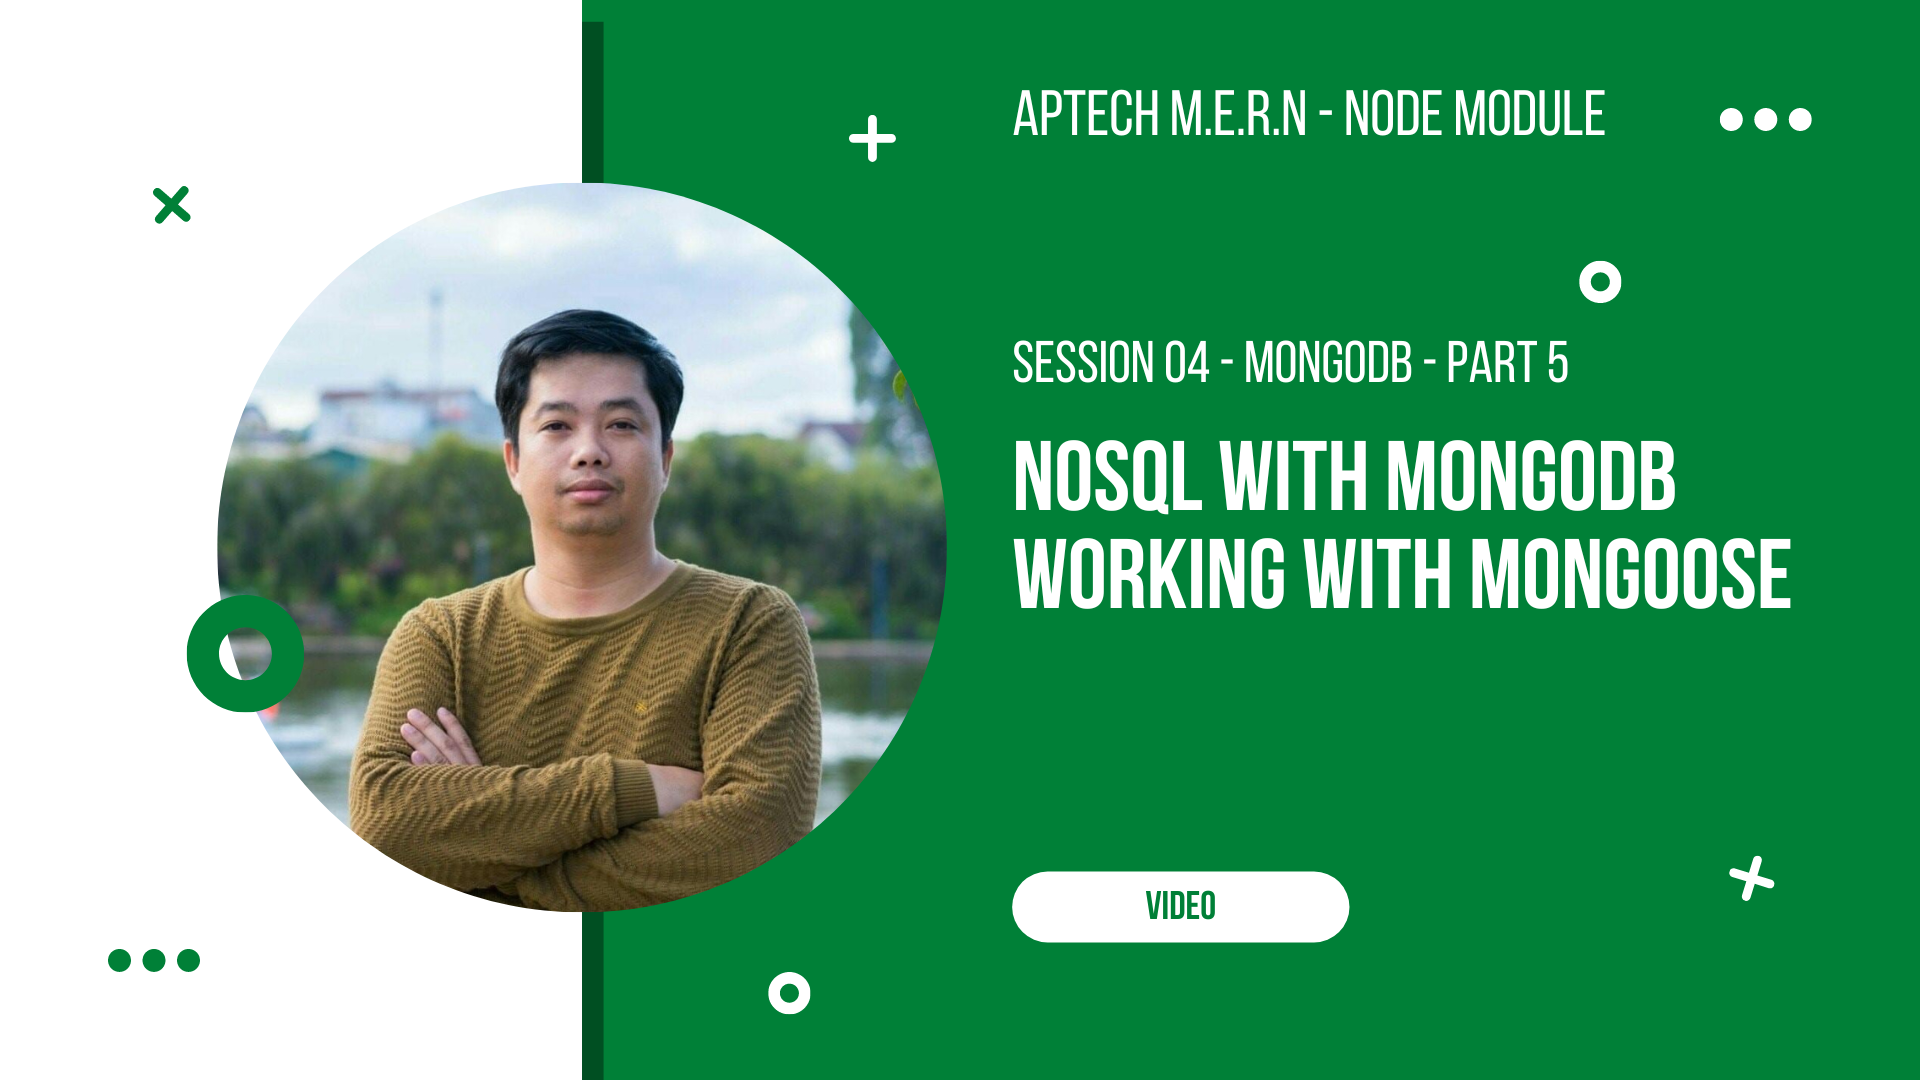 APTECH M.E.R.N - NODE MODULE
SESSION 04 - MONGODB - PART 5
NOSQL WITH MONGODB
WORKING WITH MONGOOSE
VIDEO